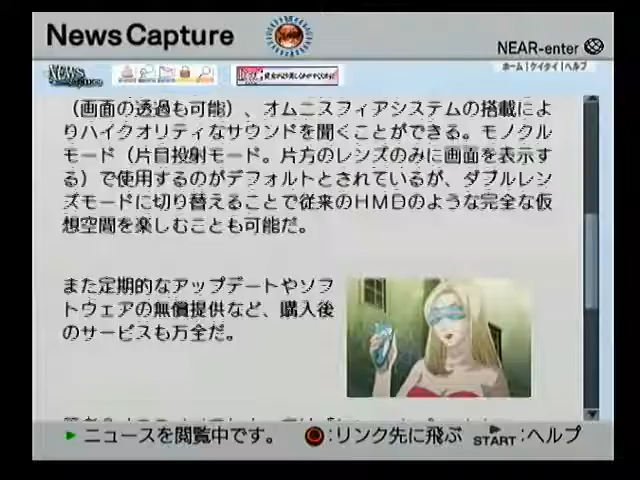 News Capture
NEAR-enter
NEWS
ホーム|ケイタイ|ヘルプ
(画面の透過も可能)、オムニスフィアシステムの搭載によ
りハイクオリティなサウンドを聞くことができる。モノクル
モード(片目投射モード。片方のレンズのみに画面を表示す
る)で使用するのがデフォルトとされているが、ダブルレン
ズモードに切り替えることで従来のHMDのような完全な仮
想空間を楽しむことも可能だ。
また定期的なアップデートやソフ
トウェアの無償提供など、購入後
のサービスも万全だ。
ニュースを閲覧中です。
:リンク先に飛ぶ
START:ヘルプ